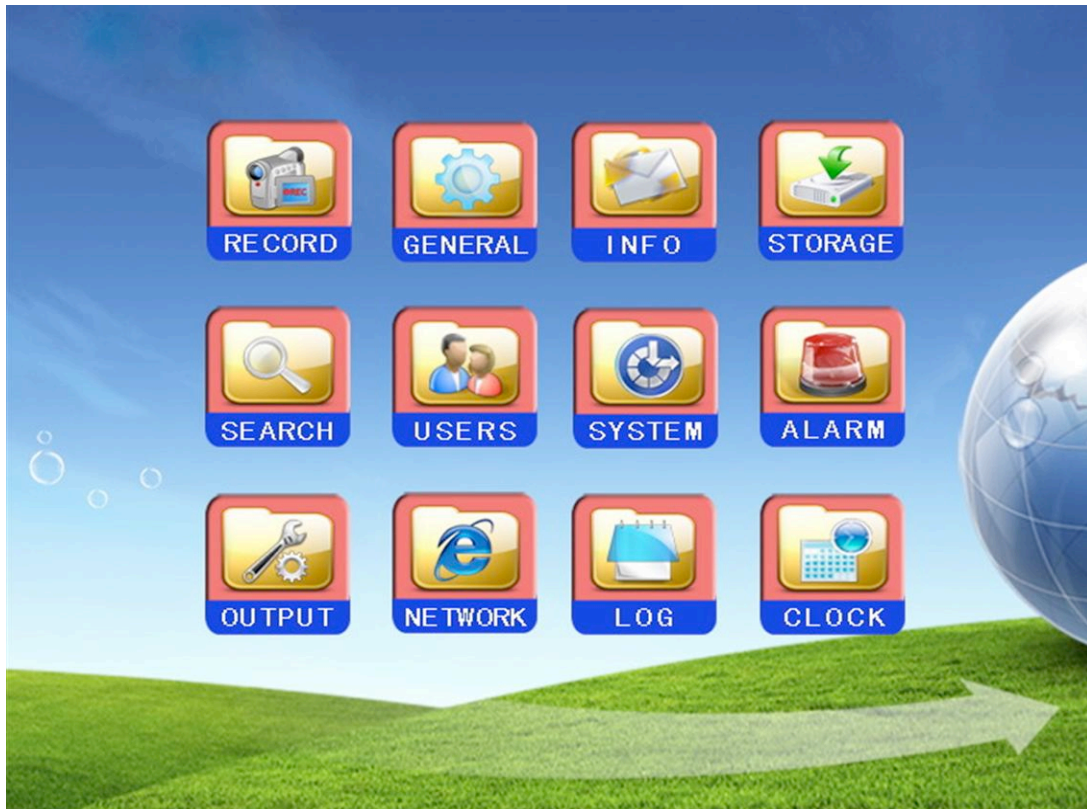 RECORD GENERAL INFO STORAGE
SEARCH USERS SYSTEM ALARM
OUTPUT NETWORK LOG CLOCK